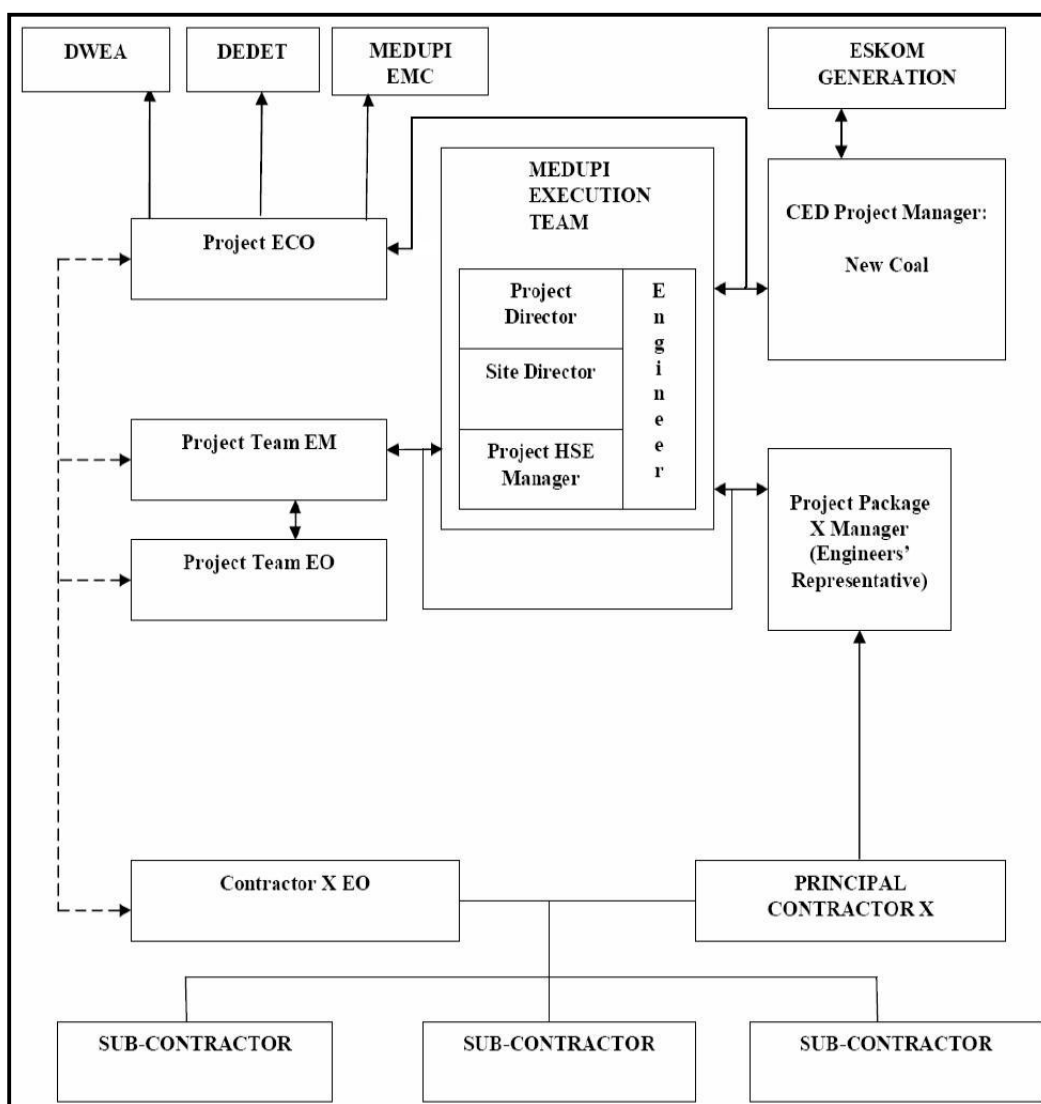 DWEA
DEDET
MEDUPI
EMC
ESKOM
GENERATION
MEDUPI
EXECUTION
TEAM
CED Project Manager:
New Coal
Project ECO
Project
Director
Engineer
Site Director
Project HSE
Manager
Project Team EM
Project Team EO
Project Package
X Manager
(Engineers'
Representative)
Contractor X EO
PRINCIPAL
CONTRACTOR X
SUB-CONTRACTOR
SUB-CONTRACTOR
SUB-CONTRACTOR